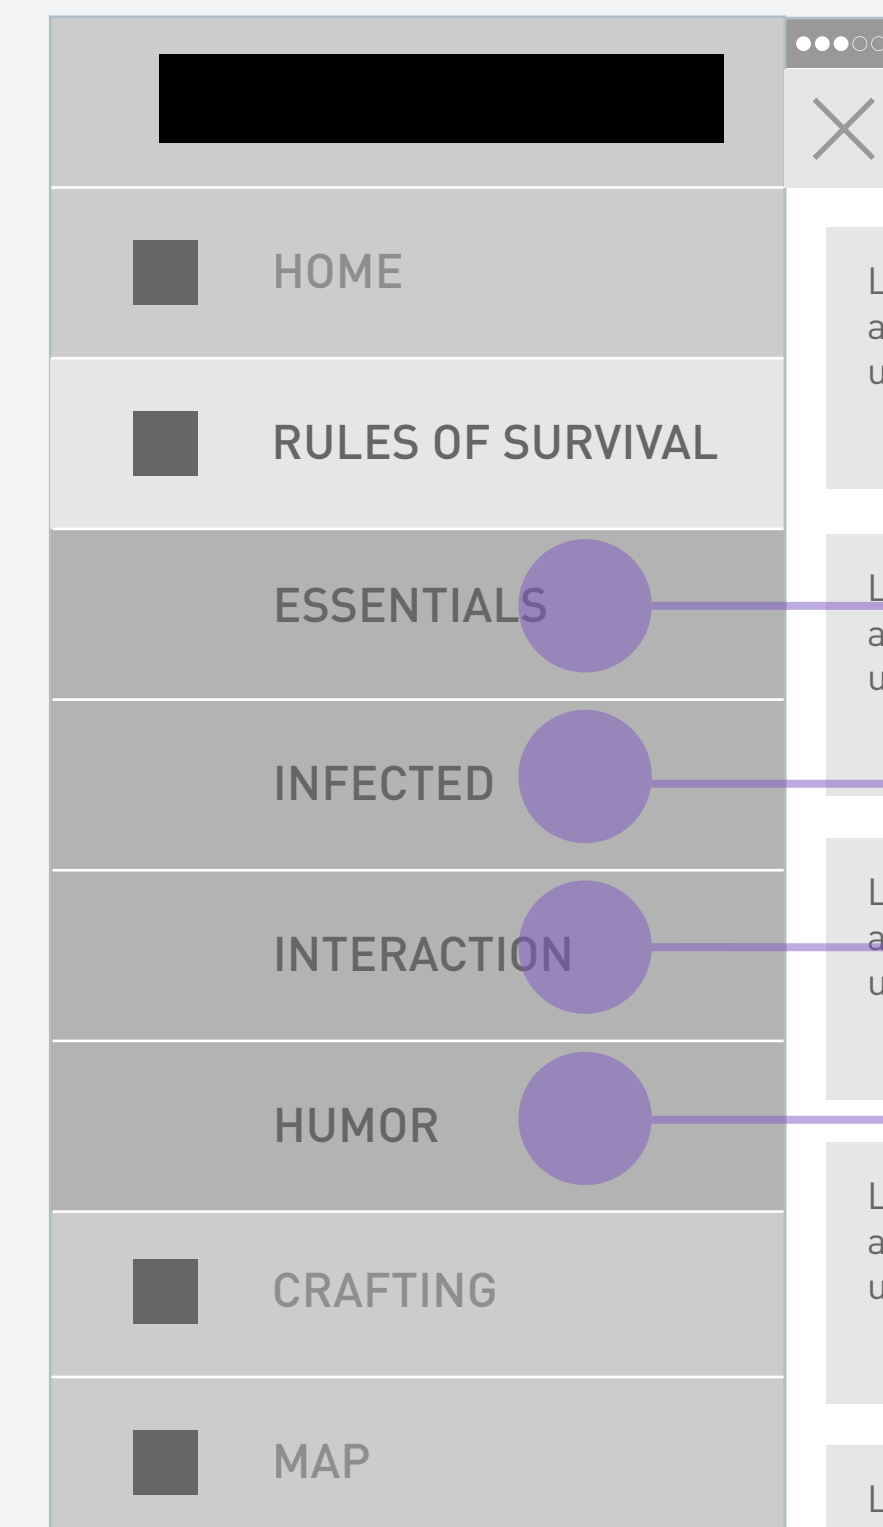 HOME
RULES OF SURVIVAL
ESSENTIALS
INFECTED
INTERACTION
HUMOR
CRAFTING
MAP